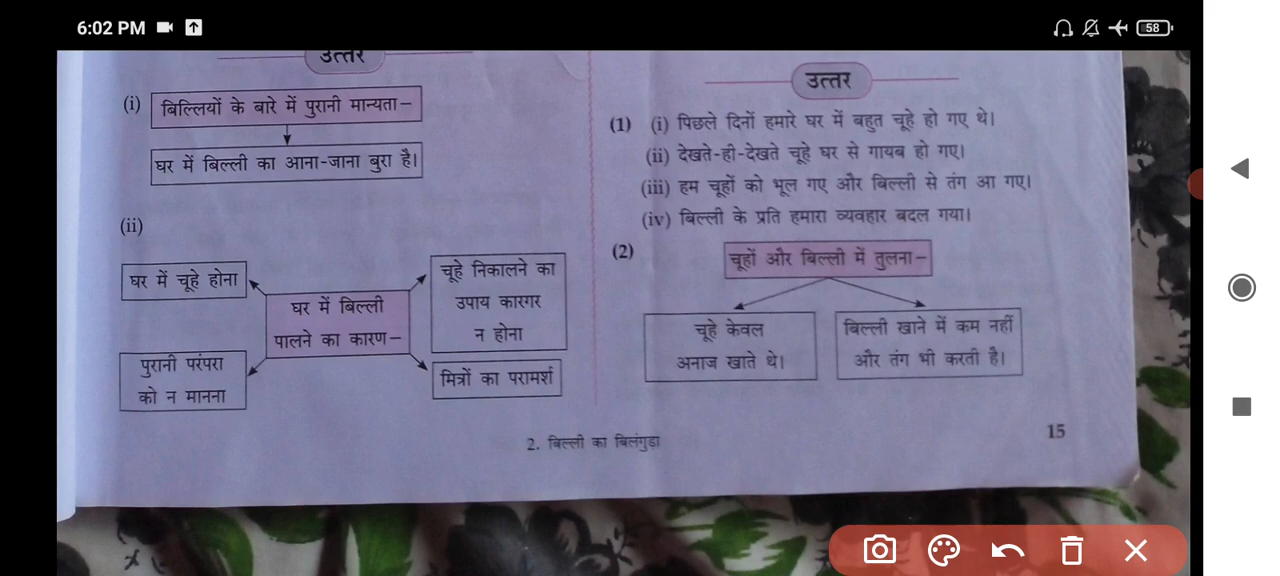 6:02 PM
58
उत्तर
(i) बिल्लियों के बारे में पुरानी मान्यता–
घर में बिल्ली का आना-जाना बुरा है।
(ii)
घर में चूहे होना
घर में बिल्ली
पालने का कारण–
चूहे निकालने का
उपाय कारगर
न होना
पुरानी परंपरा
को न मानना
मित्रों का परामर्श
उत्तर
(1) (i) पिछले दिनों हमारे घर में बहुत चूहे हो गए थे।
(ii) देखते-ही-देखते चूहे घर से गायब हो गए।
(iii) हम चूहों को भूल गए और बिल्ली से तंग आ गए।
(iv) बिल्ली के प्रति हमारा व्यवहार बदल गया।
(2) चूहों और बिल्ली में तुलना–
चूहे केवल
अनाज खाते थे।
बिल्ली खाने में कम नहीं
और तंग भी करती है।
2. बिल्ली का बिलंगुडा
15